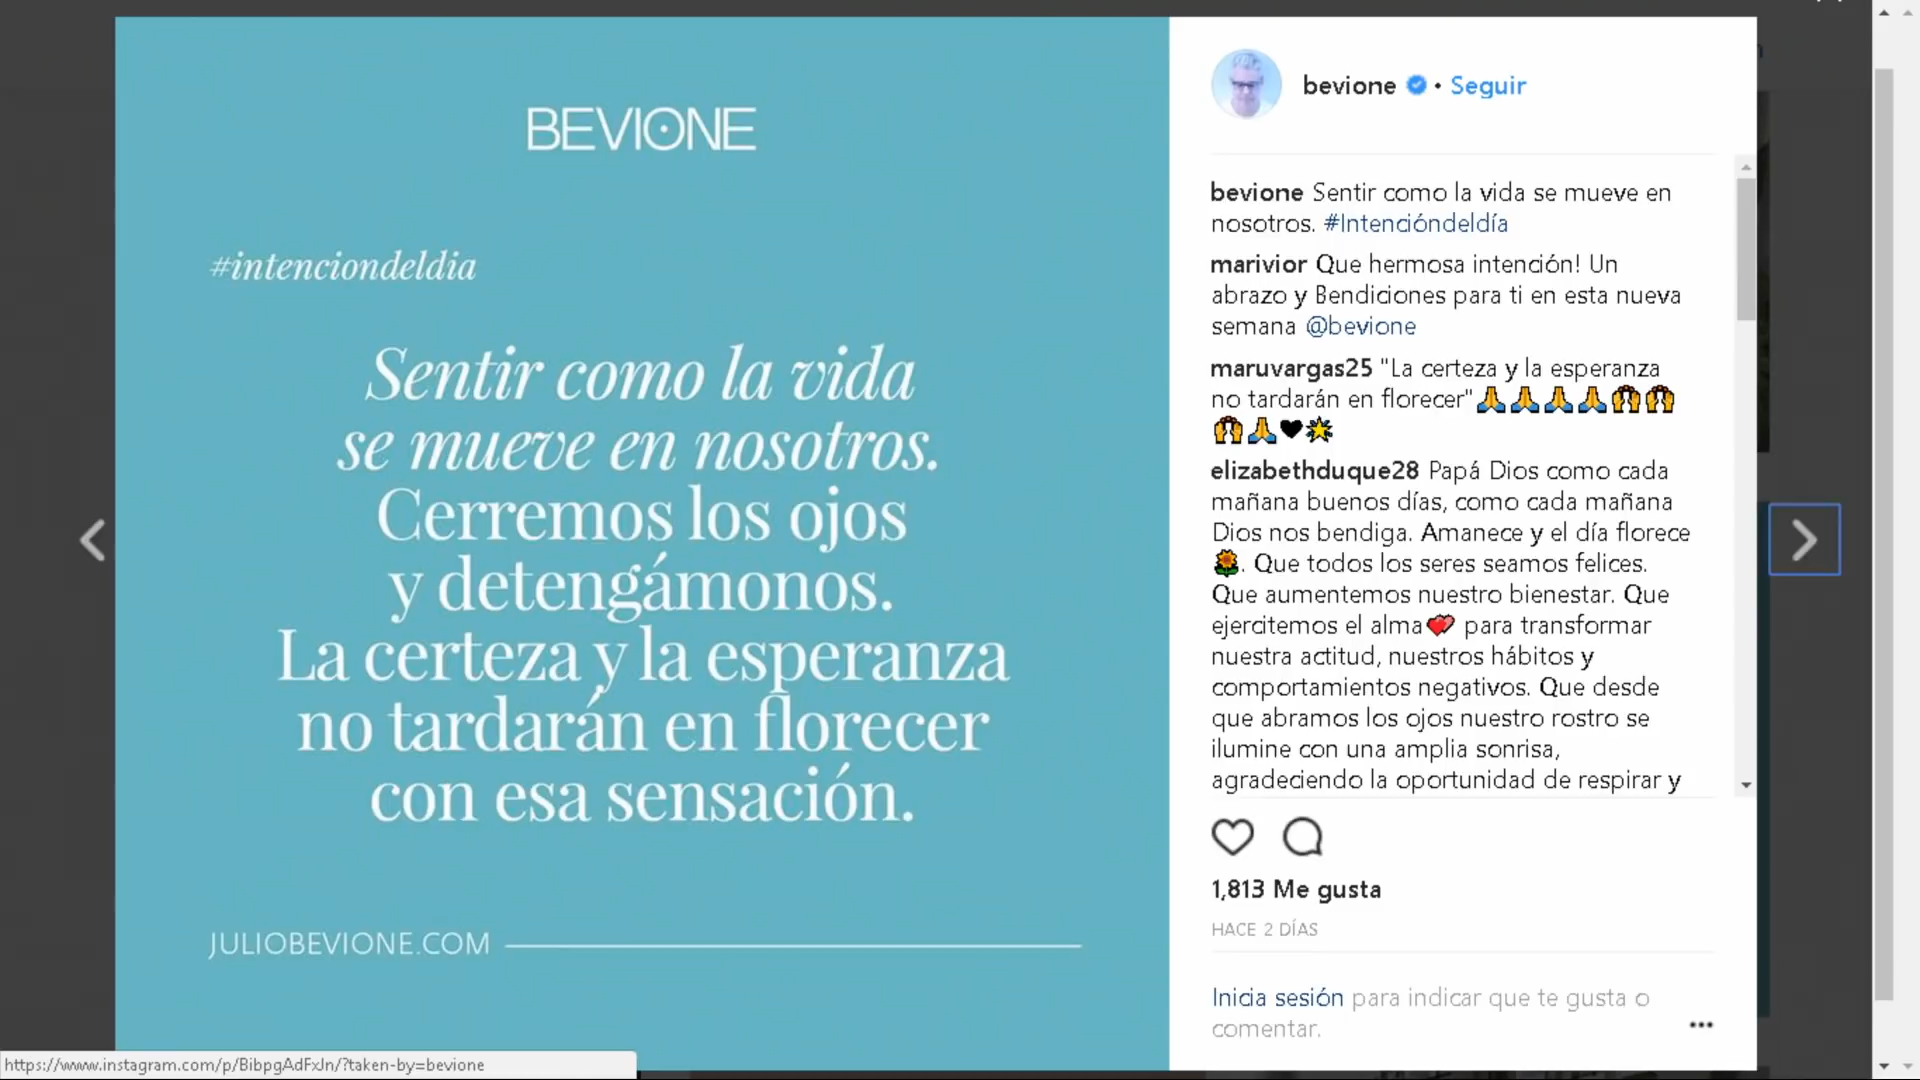 BEVIONE
#intenciondeldia
Sentir como la vida
se mueve en nosotros.
Cerremos los ojos
y detengámonos.
La certeza y la esperanza
no tardarán en florecer
con esa sensación.
JULIOBEVIONE.COM
bevione • Seguir
bevione Sentir como la vida se mueve en
nosotros. #Intencióndeldía
marivior Que hermosa intención! Un
abrazo y Bendiciones para ti en esta nueva
semana @bevione
maruvargas25 "La certeza y la esperanza
no tardarán en florecer"🙏🙏🙏🙏🙌🙌
🙌🙏🖤🌟
elizabethduque28 Papá Dios como cada
mañana buenos días, como cada mañana
Dios nos bendiga. Amanece y el día florece
🌻. Que todos los seres seamos felices.
Que aumentemos nuestro bienestar. Que
ejercitemos el alma💕 para transformar
nuestra actitud, nuestros hábitos y
comportamientos negativos. Que desde
que abramos los ojos nuestro rostro se
ilumine con una amplia sonrisa,
agradeciendo la oportunidad de respirar y
1,813 Me gusta
HACE 2 DÍAS
Inicia sesión para indicar que te gusta o
comentar.
https://www.instagram.com/p/BibpgAdFxJn/?taken-by=bevione